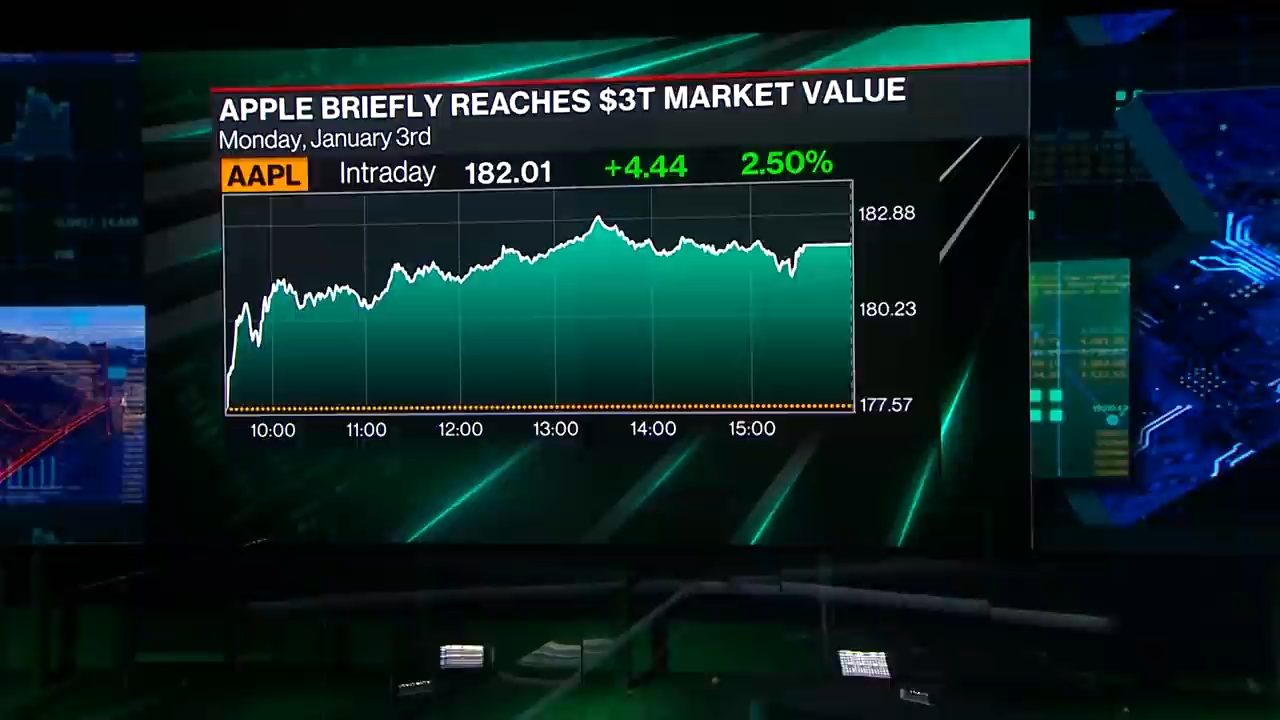 APPLE BRIEFLY REACHES $3T MARKET VALUE
Monday, January 3rd
AAPL Intraday 182.01 +4.44 2.50%
182.88
180.23
177.57
10:00 11:00 12:00 13:00 14:00 15:00